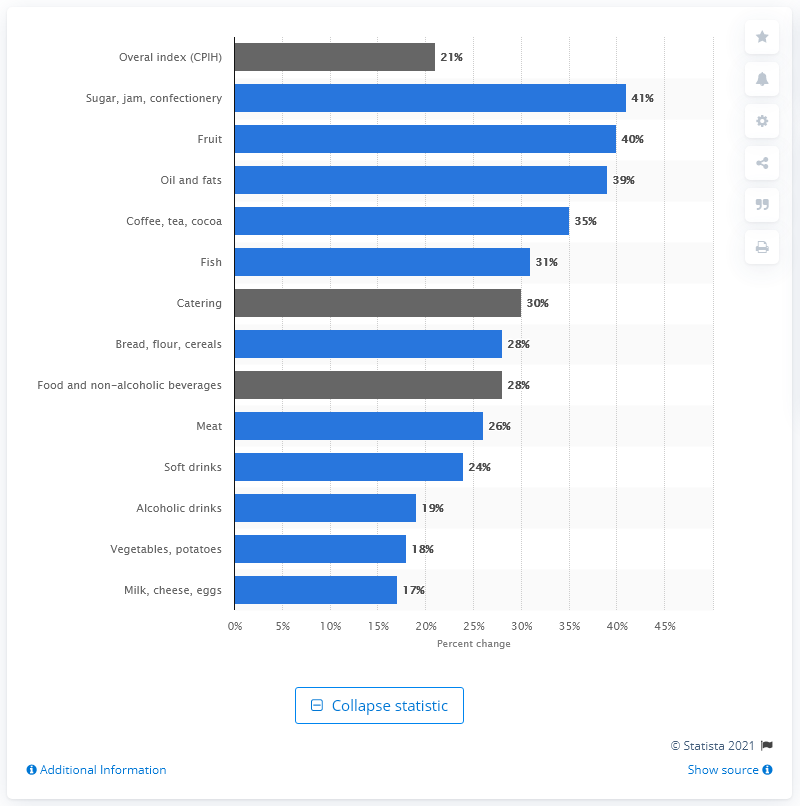 Overal index (CPIH) 21%
Sugar, jam, confectionery 41%
Fruit 40%
Oil and fats 39%
Coffee, tea, cocoa 35%
Fish 31%
Catering 30%
Bread, flour, cereals 28%
Food and non-alcoholic beverages 28%
Meat 26%
Soft drinks 24%
Alcoholic drinks 19%
Vegetables, potatoes 18%
Milk, cheese, eggs 17%
0% 5% 10% 15% 20% 25% 30% 35% 40% 45%
Percent change
Collapse statistic
© Statista 2021
Additional Information Show source